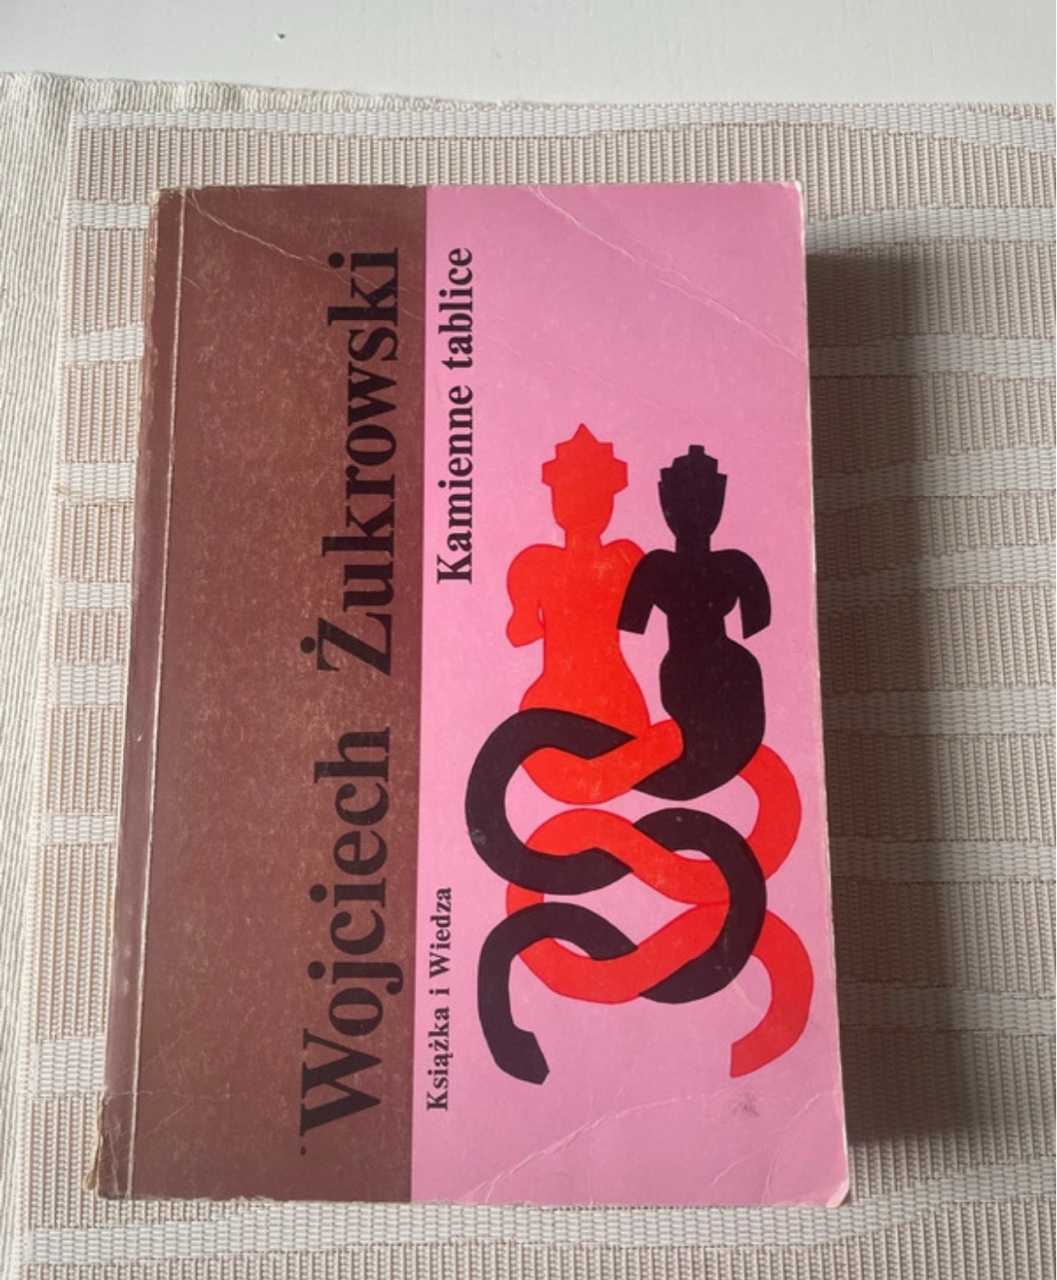 Wojciech Żukrowski
Kamienne tablice
Książka i Wiedza